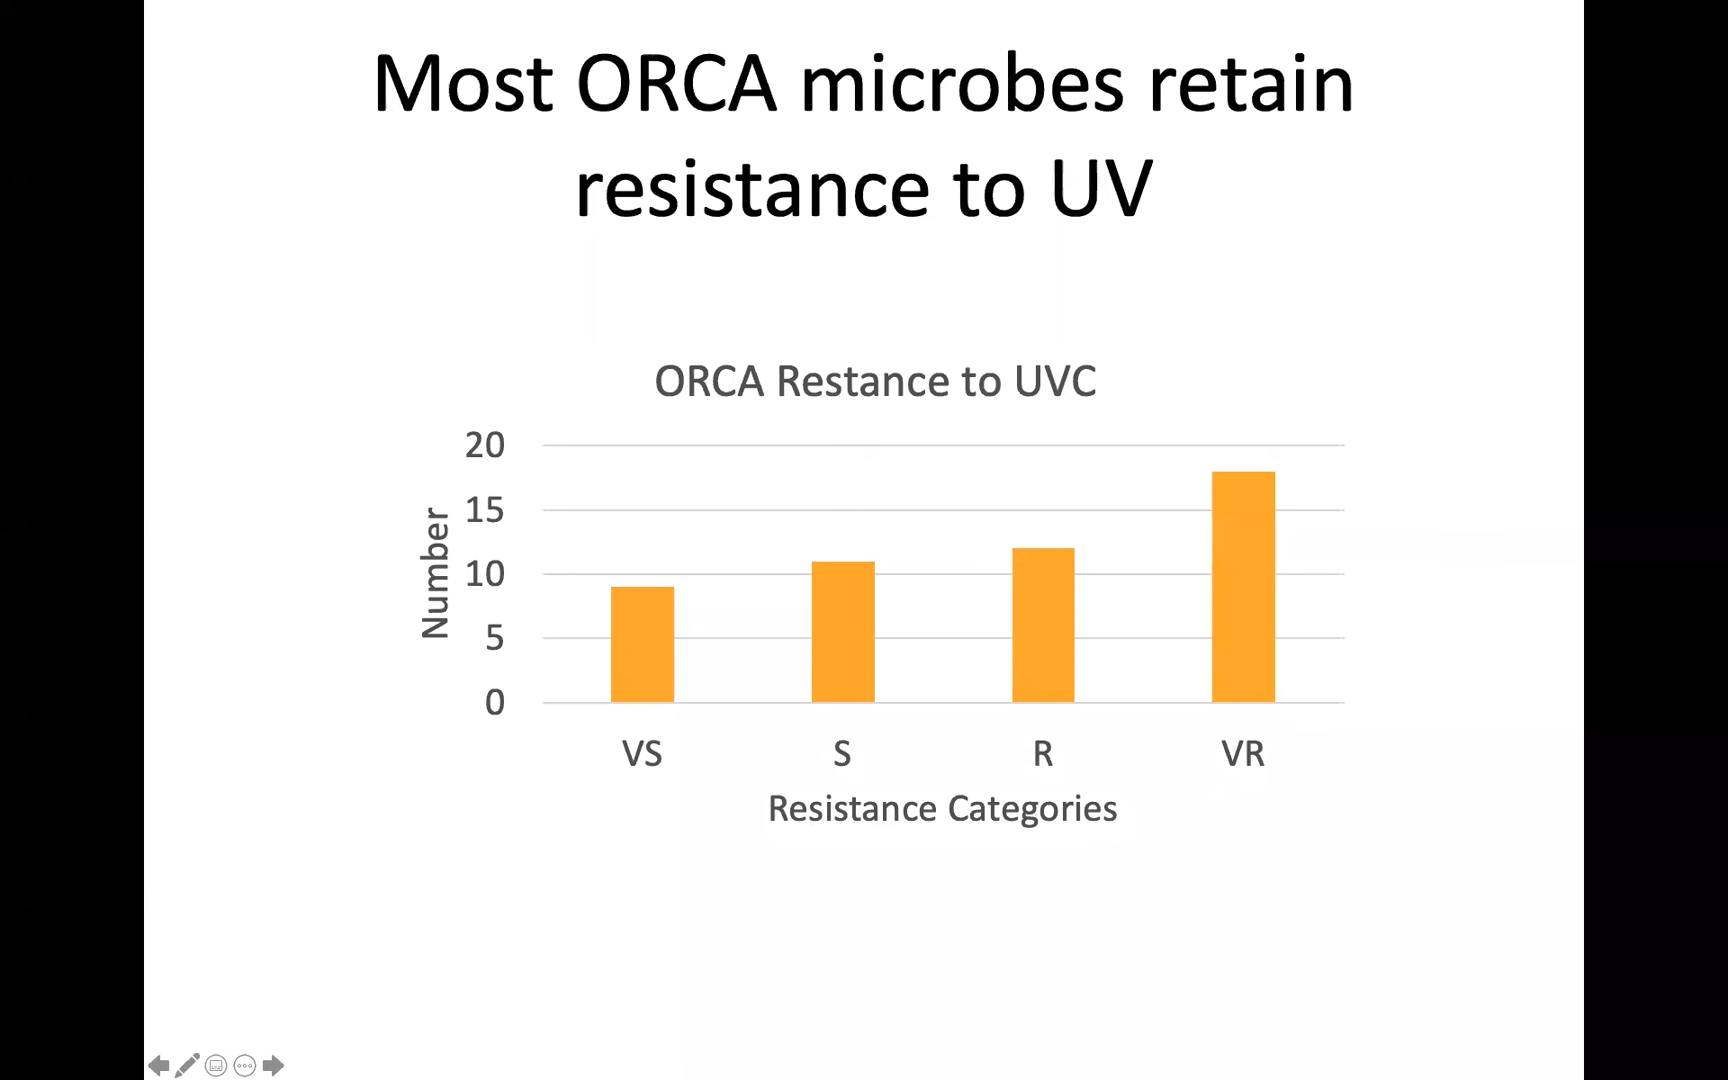 Most ORCA microbes retain
resistance to UV
ORCA Restance to UVC
20
15
10
5
0
Number
VS S R VR
Resistance Categories